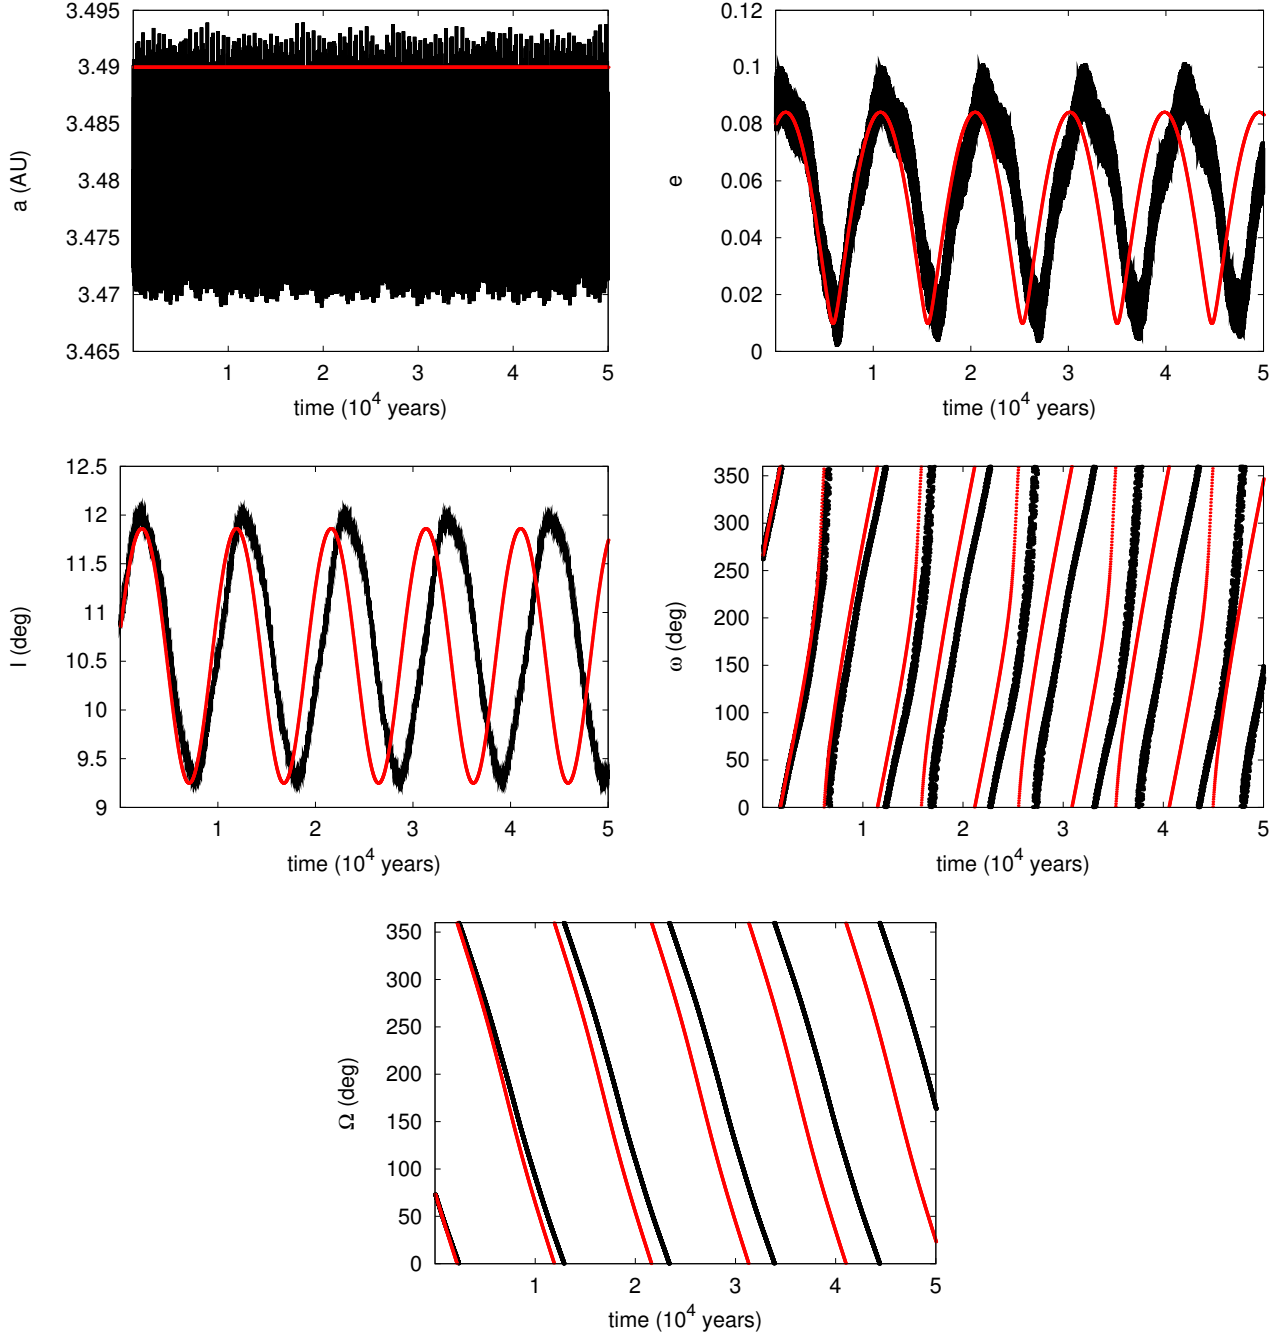 3.495
3.49
3.485
3.48
3.475
3.47
3.465
a (AU)
1 2 3 4 5
time (10⁴ years)
0.12
0.1
0.08
0.06
0.04
0.02
0
e
1 2 3 4 5
time (10⁴ years)
12.5
12
11.5
11
10.5
10
9.5
9
I (deg)
1 2 3 4 5
time (10⁴ years)
350
300
250
200
150
100
50
0
ω (deg)
1 2 3 4 5
time (10⁴ years)
350
300
250
200
150
100
50
0
Ω (deg)
1 2 3 4 5
time (10⁴ years)